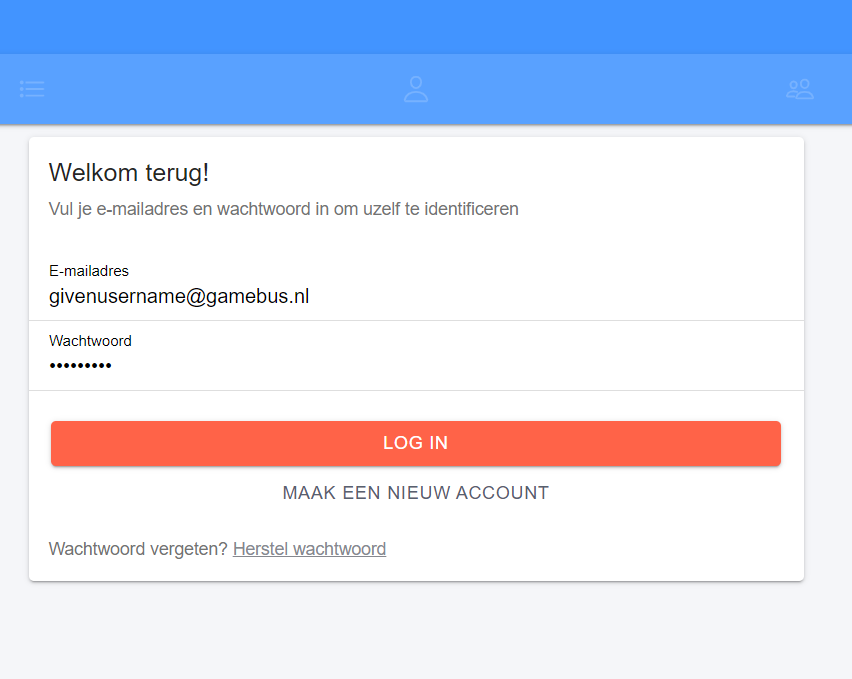 Welkom terug!
Vul je e-mailadres en wachtwoord in om uzelf te identificeren
E-mailadres
givenusername@gamebus.nl
Wachtwoord
•••••••••
LOG IN
MAAK EEN NIEUW ACCOUNT
Wachtwoord vergeten? Herstel wachtwoord